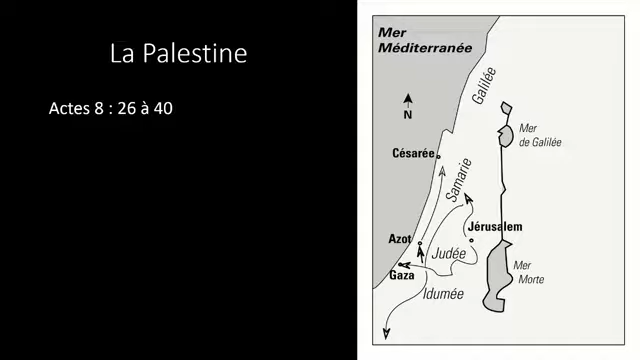 La Palestine
Actes 8 : 26 à 40
Mer
Méditerranée
Galilée
N
Mer
de Galilée
Césarée
Samarie
Jérusalem
Azot
Judée
Gaza
Mer
Morte
Idumée